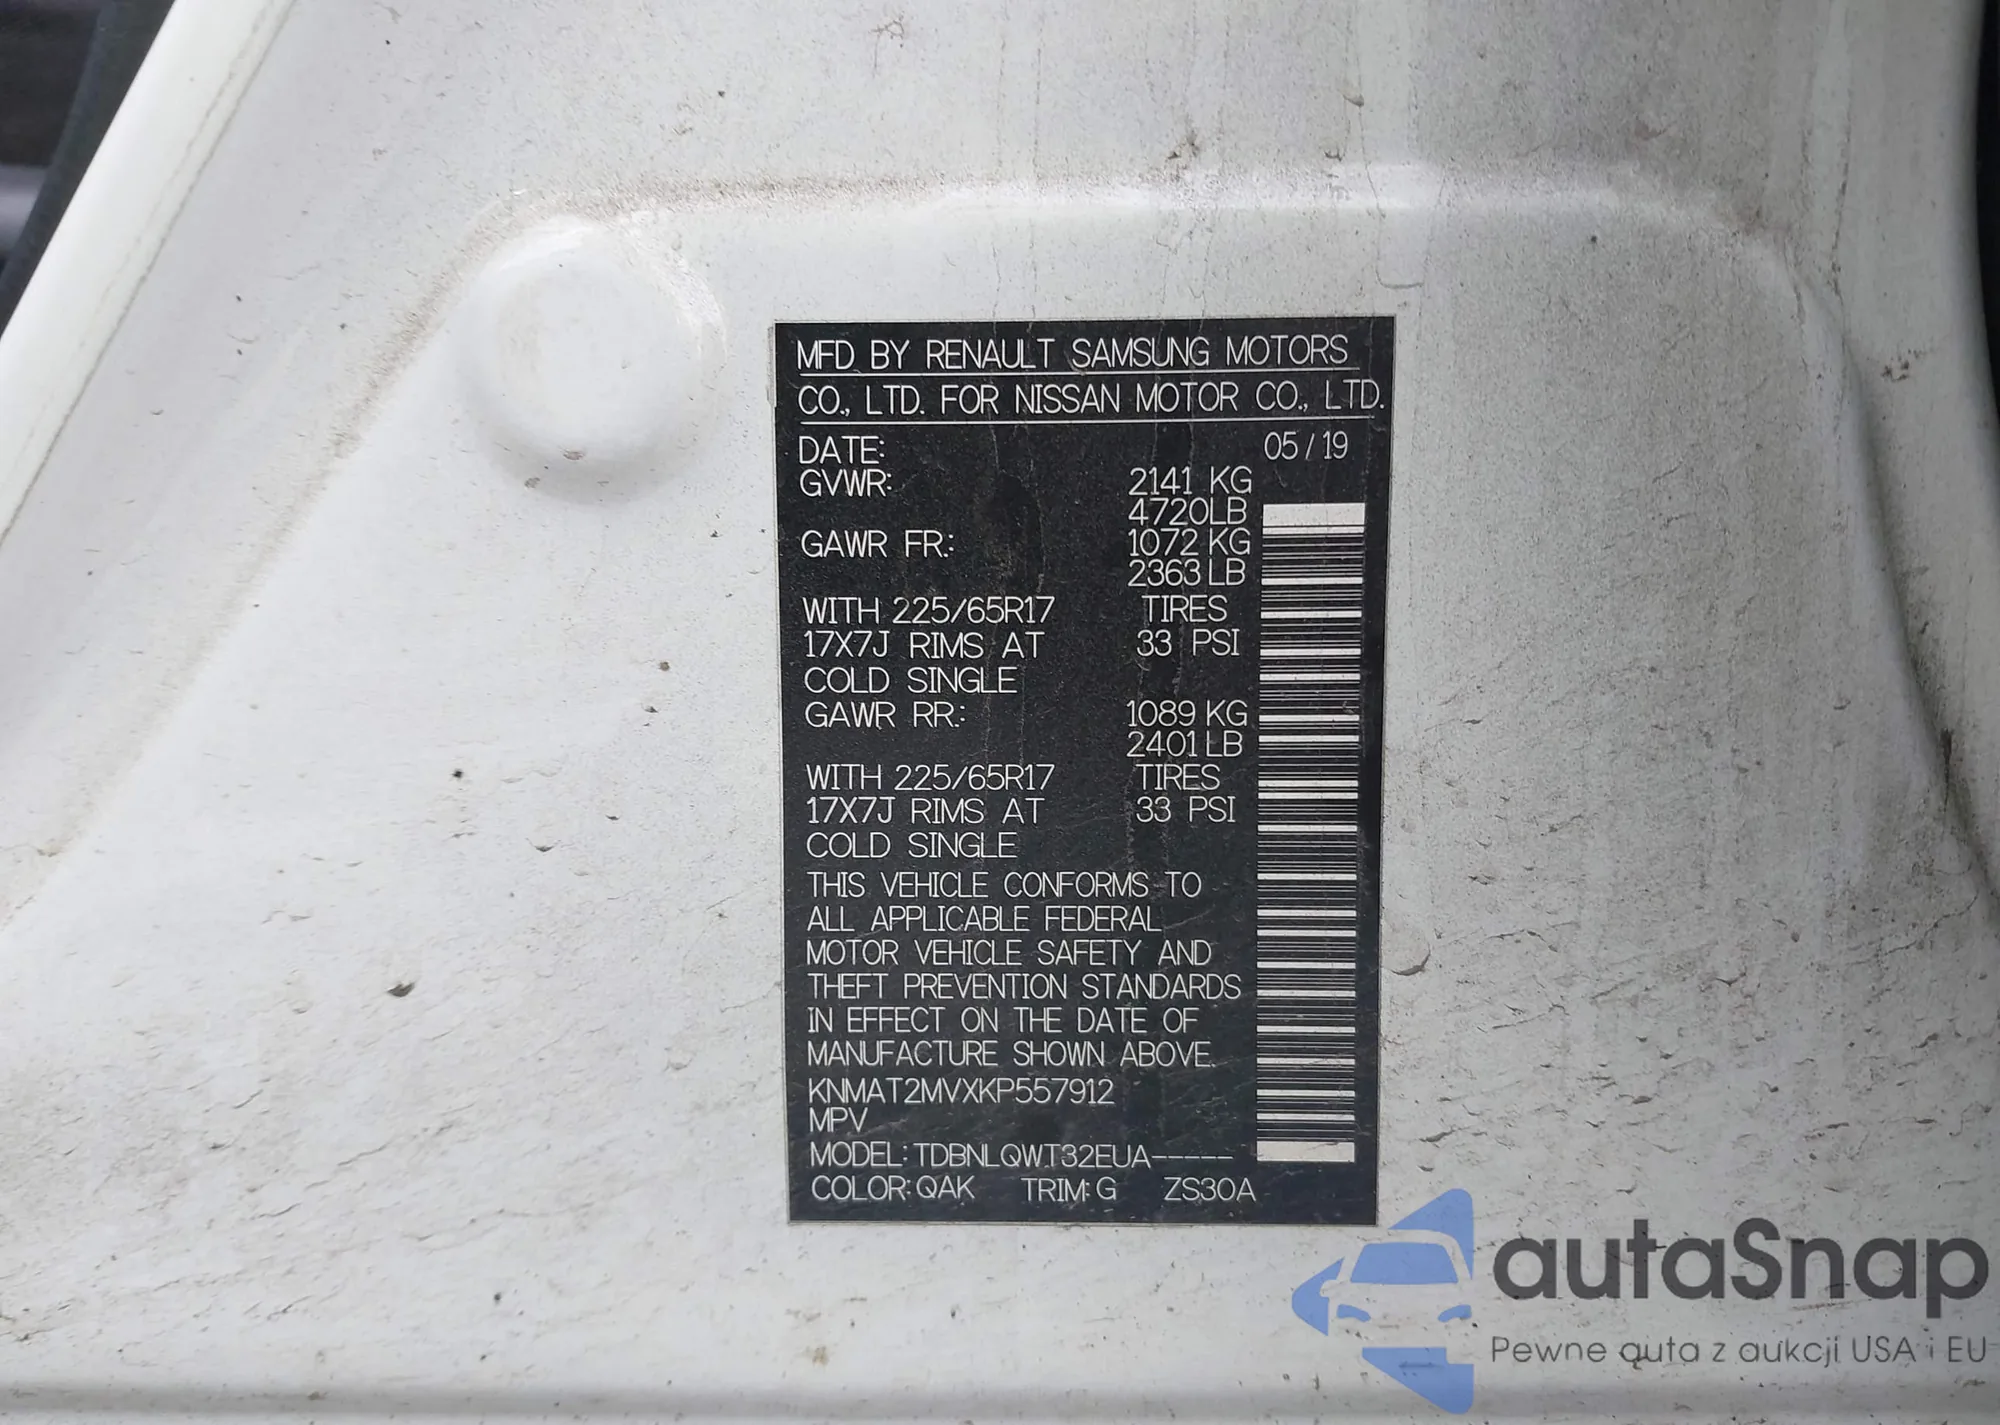 MFD BY RENAULT SAMSUNG MOTORS
CO., LTD. FOR NISSAN MOTOR CO., LTD.
DATE: 05 / 19
GVWR: 2141 KG
4720LB
GAWR FR.: 1072 KG
2363 LB
WITH 225/65R17 TIRES
17X7J RIMS AT 33 PSI
COLD SINGLE
GAWR RR.: 1089 KG
2401 LB
WITH 225/65R17 TIRES
17X7J RIMS AT 33 PSI
COLD SINGLE
THIS VEHICLE CONFORMS TO
ALL APPLICABLE FEDERAL
MOTOR VEHICLE SAFETY AND
THEFT PREVENTION STANDARDS
IN EFFECT ON THE DATE OF
MANUFACTURE SHOWN ABOVE.
KNMAT2MVXKP557912
MPV
MODEL: TDBNLQWT32EUA-----
COLOR: QAK TRIM: G ZS30A
autaSnap
Pewne auta z aukcji USA i EU